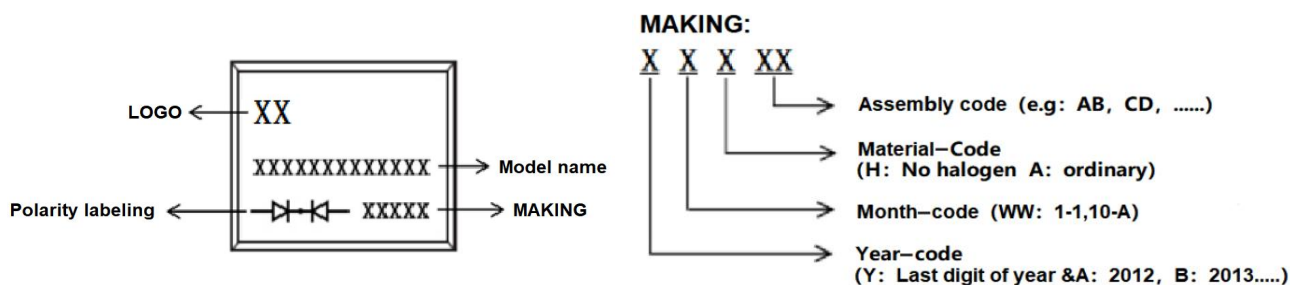 MAKING:
X X X XX
LOGO
XX
XXXXXXXXXXXXX
Model name
Polarity labeling
XXXXX
MAKING
Assembly code (e.g: AB, CD, ......)
Material-Code
(H: No halogen A: ordinary)
Month-code (WW: 1-1,10-A)
Year-code
(Y: Last digit of year &A: 2012, B: 2013.....)